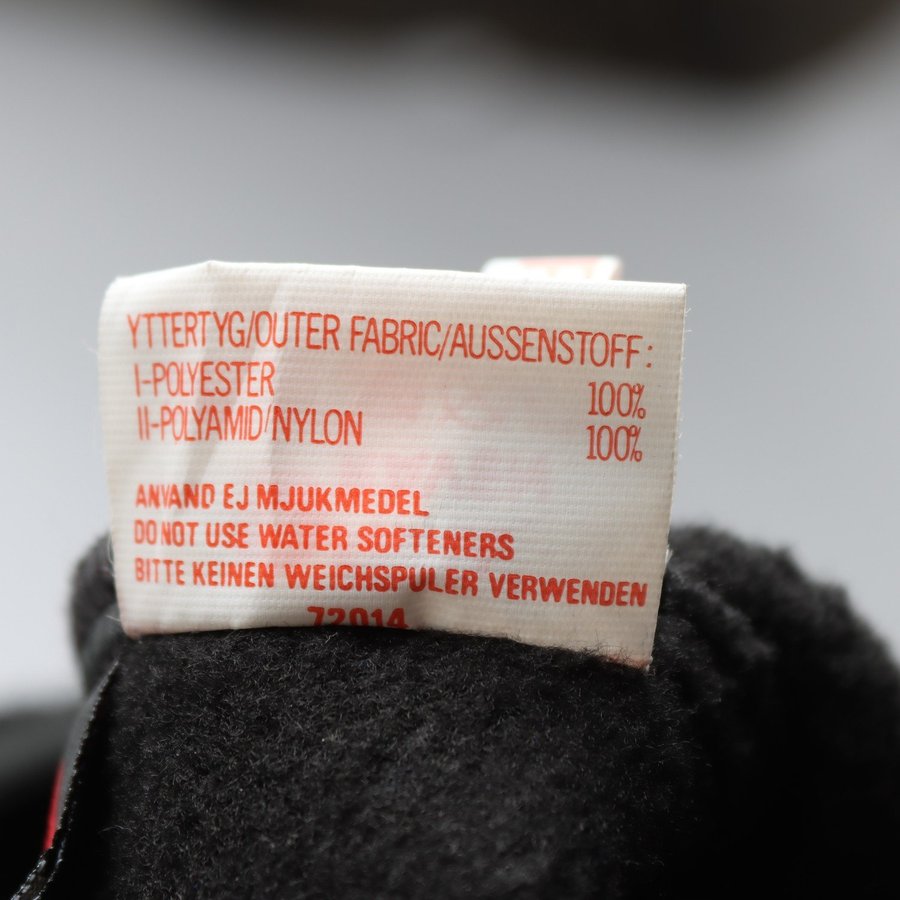 YTTERTYG/OUTER FABRIC/AUSSENSTOFF:
I-POLYESTER 100%
II-POLYAMID/NYLON 100%
ANVAND EJ MJUKMEDEL
DO NOT USE WATER SOFTENERS
BITTE KEINEN WEICHSPULER VERWENDEN
72014